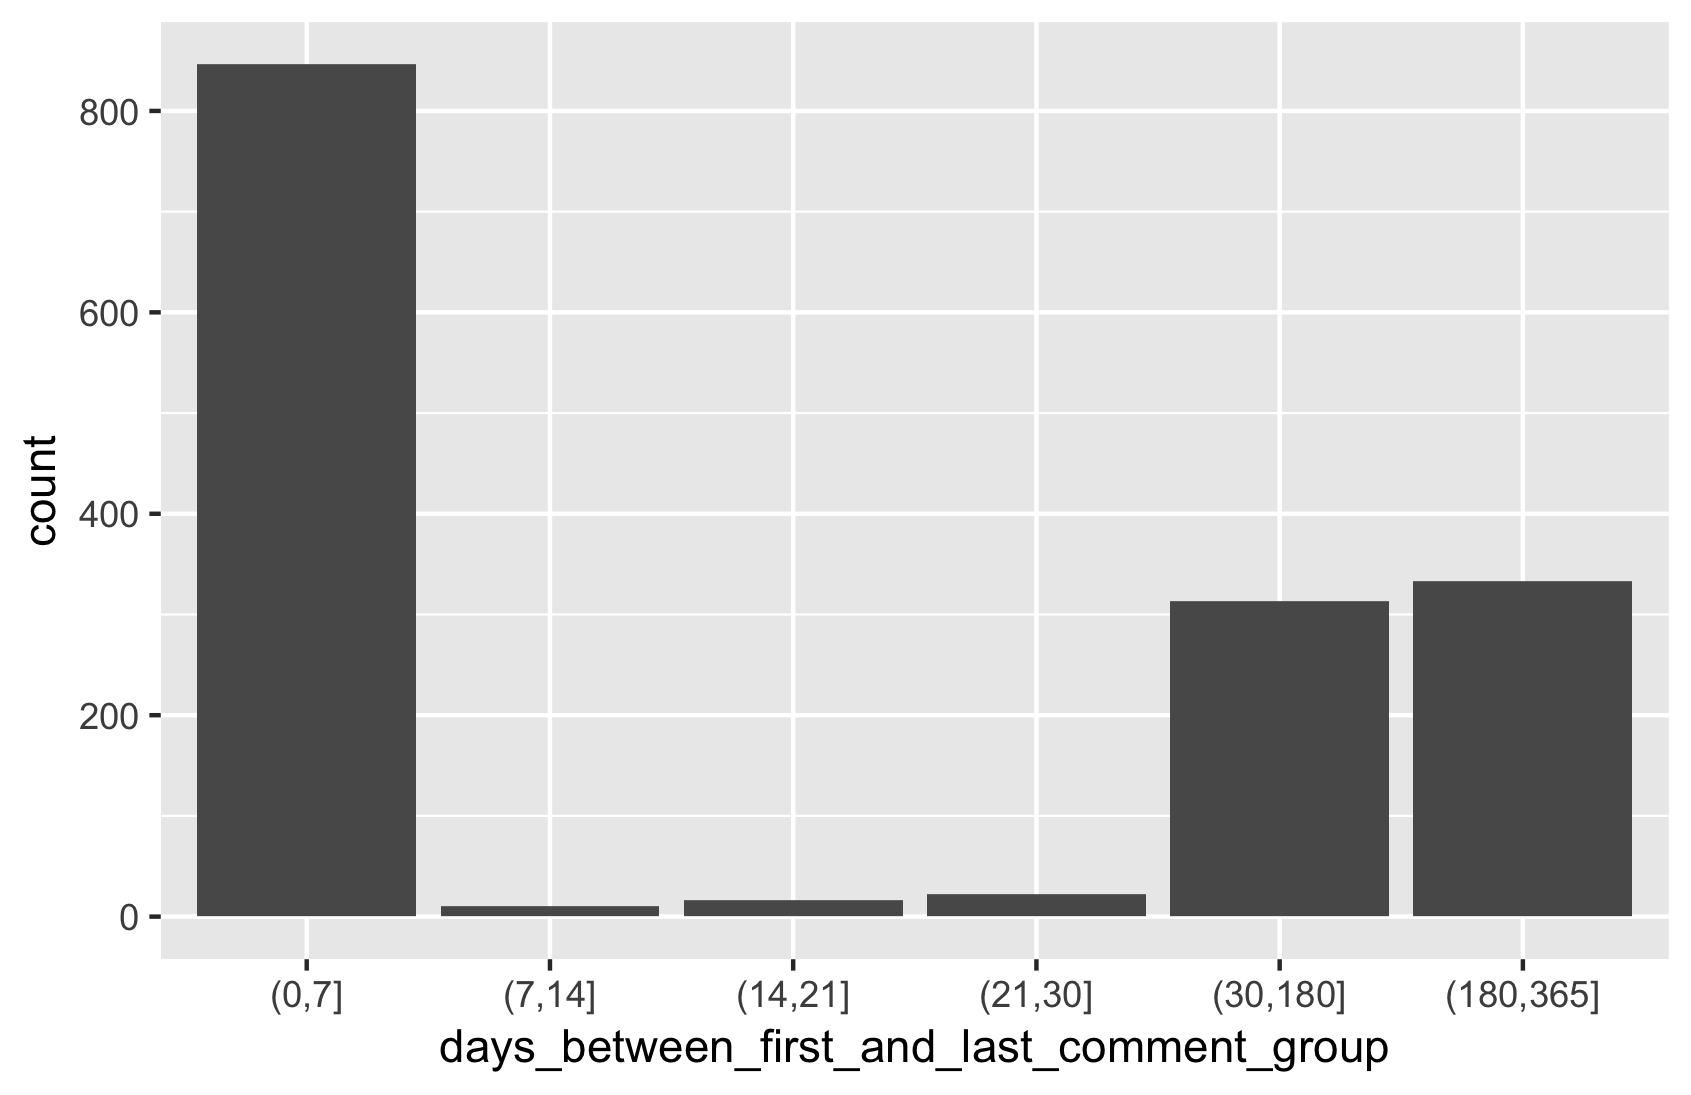 count
800
600
400
200
0
(0,7] (7,14] (14,21] (21,30] (30,180] (180,365]
days_between_first_and_last_comment_group